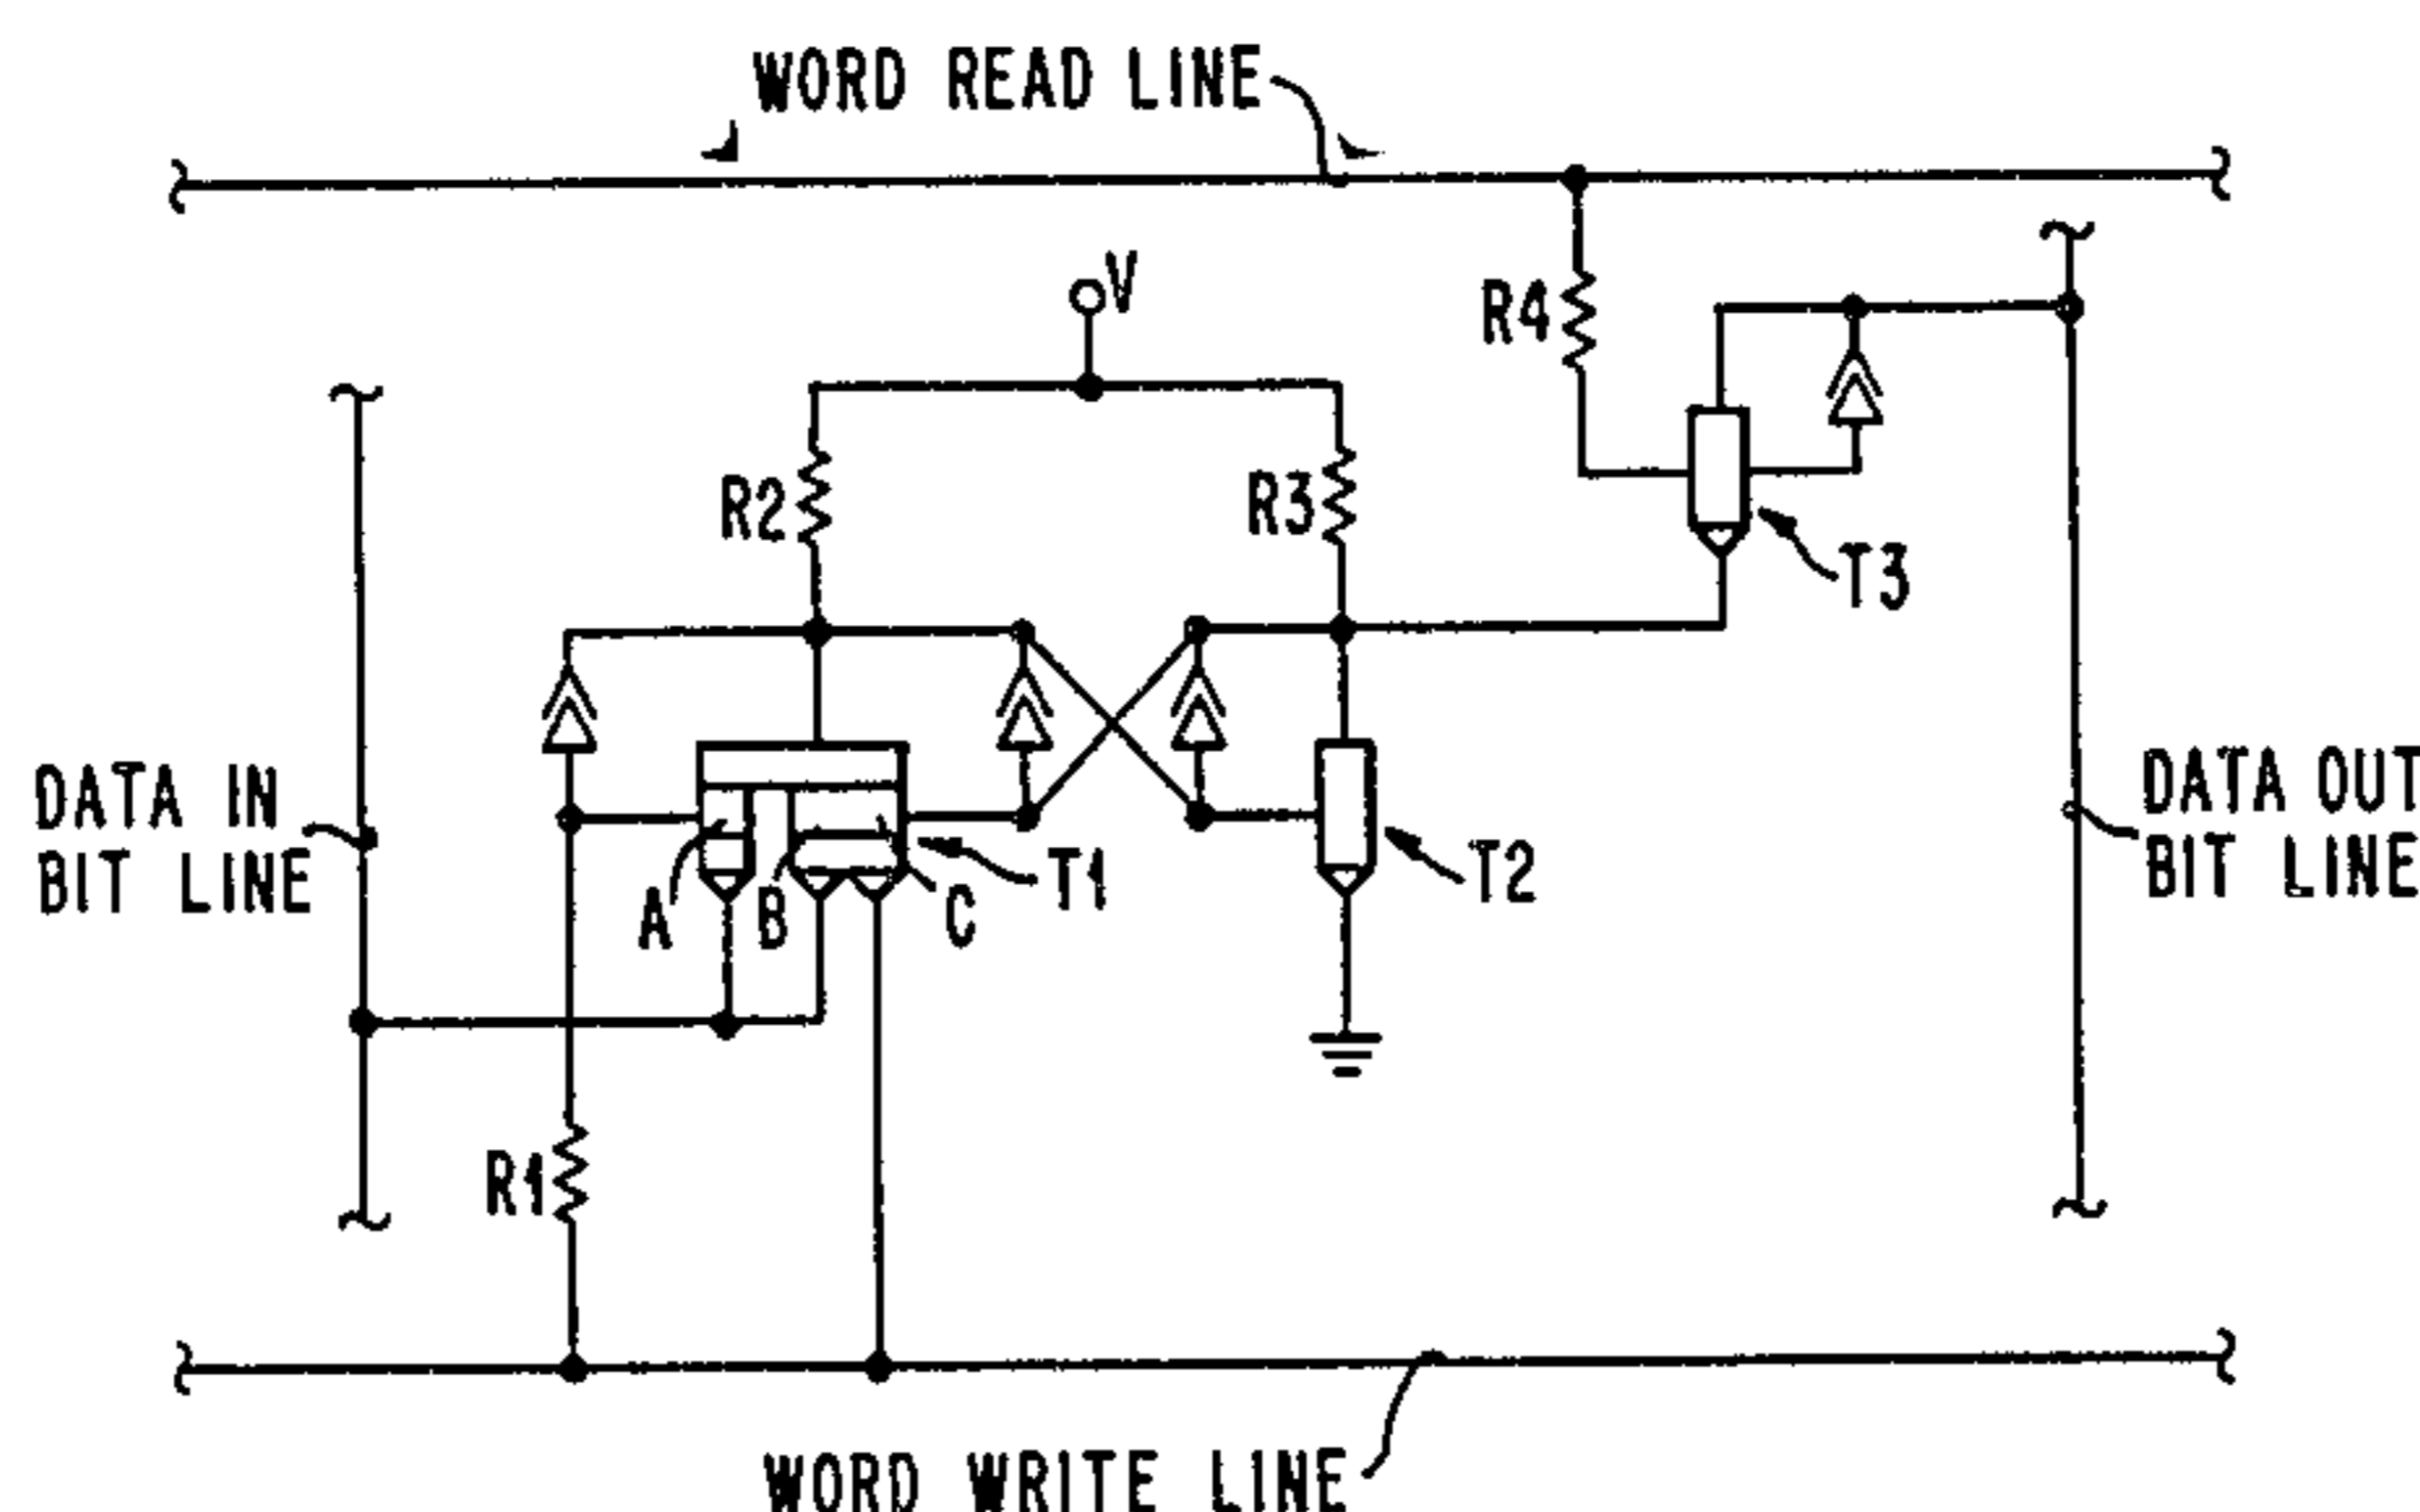 WORD READ LINE
V
R4
R2
R3
T3
DATA IN
BIT LINE
DATA OUT
BIT LINE
A
B
C
T1
T2
R1
WORD WRITE LINE